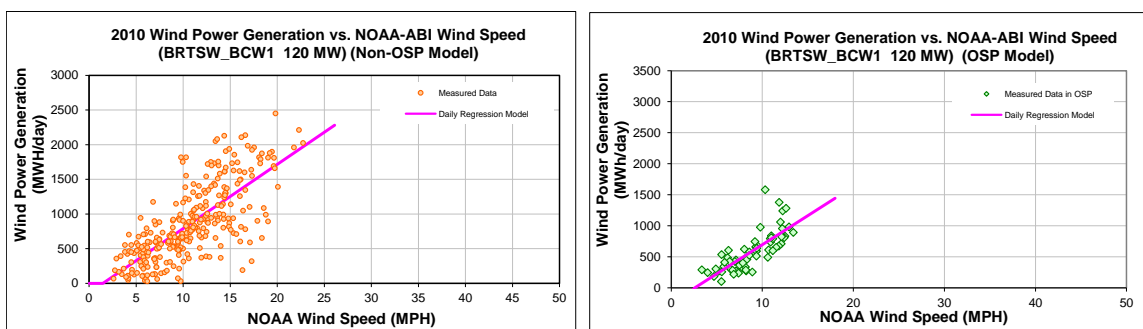 2010 Wind Power Generation vs. NOAA-ABI Wind Speed
(BRTSW_BCW1 120 MW) (Non-OSP Model)
Wind Power Generation
(MWH/day)
3000
2500
2000
1500
1000
500
0
Measured Data
Daily Regression Model
0 5 10 15 20 25 30 35 40 45 50
NOAA Wind Speed (MPH)
2010 Wind Power Generation vs. NOAA-ABI Wind Speed
(BRTSW_BCW1 120 MW) (OSP Model)
Wind Power Generation
(MWh/day)
3500
3000
2500
2000
1500
1000
500
0
Measured Data in OSP
Daily Regression Model
0 10 20 30 40 50
NOAA Wind Speed (MPH)